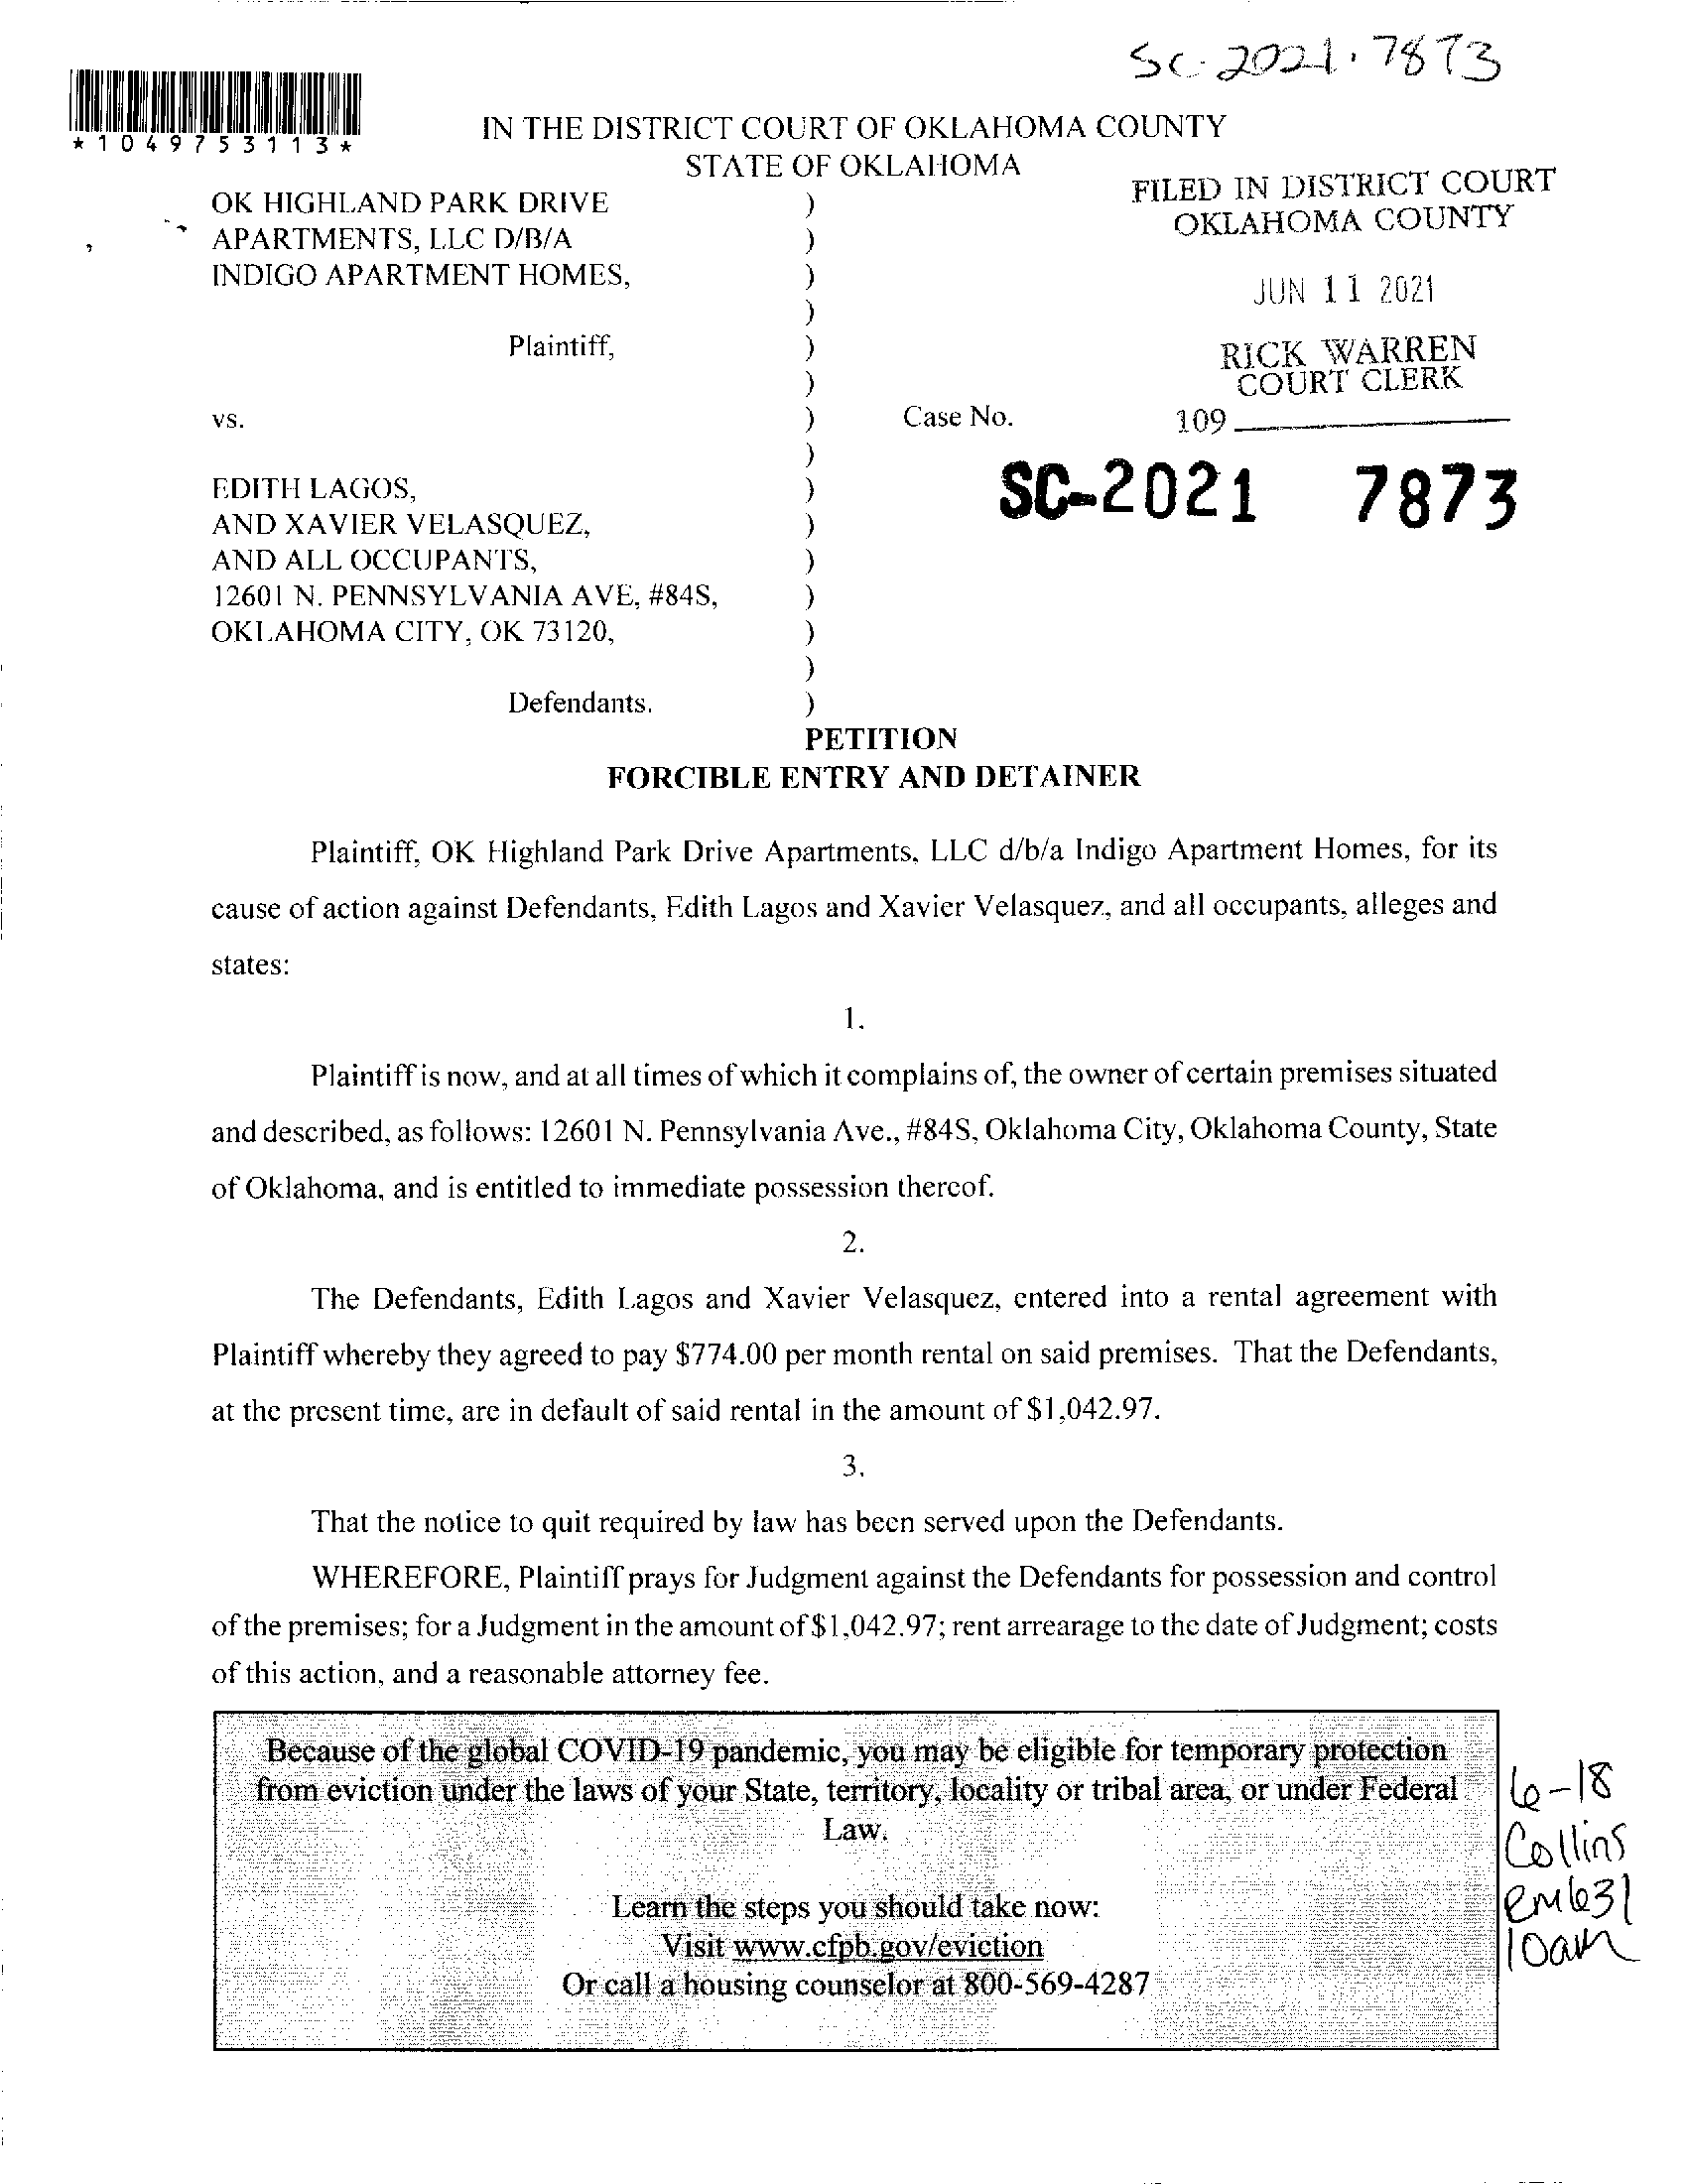 SC-2021-7873
*1049753113*
IN THE DISTRICT COURT OF OKLAHOMA COUNTY
STATE OF OKLAHOMA
FILED IN DISTRICT COURT
OKLAHOMA COUNTY
JUN 11 2021
RICK WARREN
COURT CLERK
109
OK HIGHLAND PARK DRIVE )
APARTMENTS, LLC D/B/A )
INDIGO APARTMENT HOMES, )
)
Plaintiff, )
)
vs. ) Case No.
)
SC-2021 7873
EDITH LAGOS, )
AND XAVIER VELASQUEZ, )
AND ALL OCCUPANTS, )
12601 N. PENNSYLVANIA AVE, #84S, )
OKLAHOMA CITY, OK 73120, )
)
Defendants. )
PETITION
FORCIBLE ENTRY AND DETAINER
Plaintiff, OK Highland Park Drive Apartments, LLC d/b/a Indigo Apartment Homes, for its
cause of action against Defendants, Edith Lagos and Xavier Velasquez, and all occupants, alleges and
states:
1.
Plaintiff is now, and at all times of which it complains of, the owner of certain premises situated
and described, as follows: 12601 N. Pennsylvania Ave., #84S, Oklahoma City, Oklahoma County, State
of Oklahoma, and is entitled to immediate possession thereof.
2.
The Defendants, Edith Lagos and Xavier Velasquez, entered into a rental agreement with
Plaintiff whereby they agreed to pay $774.00 per month rental on said premises. That the Defendants,
at the present time, are in default of said rental in the amount of $1,042.97.
3.
That the notice to quit required by law has been served upon the Defendants.
WHEREFORE, Plaintiff prays for Judgment against the Defendants for possession and control
of the premises; for a Judgment in the amount of $1,042.97; rent arrearage to the date of Judgment; costs
of this action, and a reasonable attorney fee.
Because of the global COVID-19 pandemic, you may be eligible for temporary protection
from eviction under the laws of your State, territory, locality or tribal area, or under Federal
Law.
Learn the steps you should take now:
Visit www.cfpb.gov/eviction
Or call a housing counselor at 800-569-4287
6-18
Collins
rm631
10am